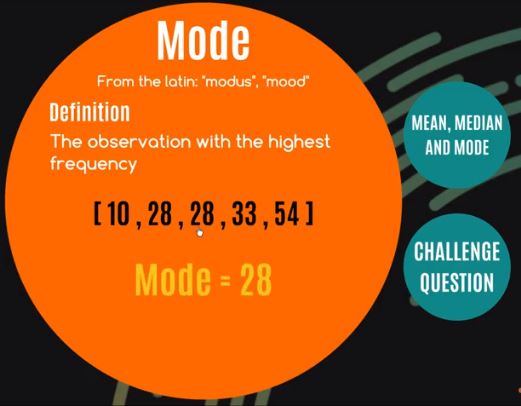 Mode
From the latin: "modus", "mood"
Definition
The observation with the highest
frequency
[ 10 , 28 , 28 , 33 , 54 ]
Mode = 28
MEAN, MEDIAN
AND MODE
CHALLENGE
QUESTION